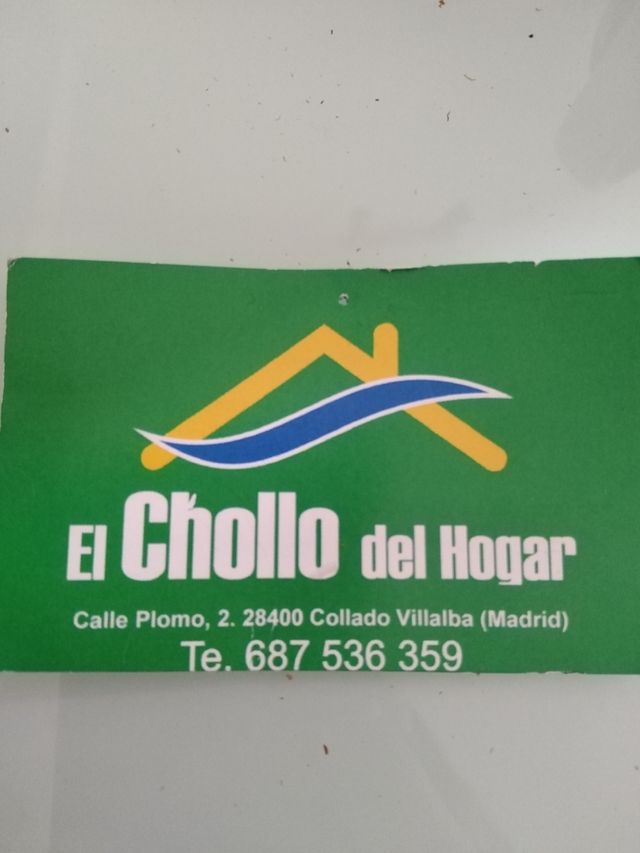 El Chollo del Hogar
Calle Plomo, 2. 28400 Collado Villalba (Madrid)
Te. 687 536 359